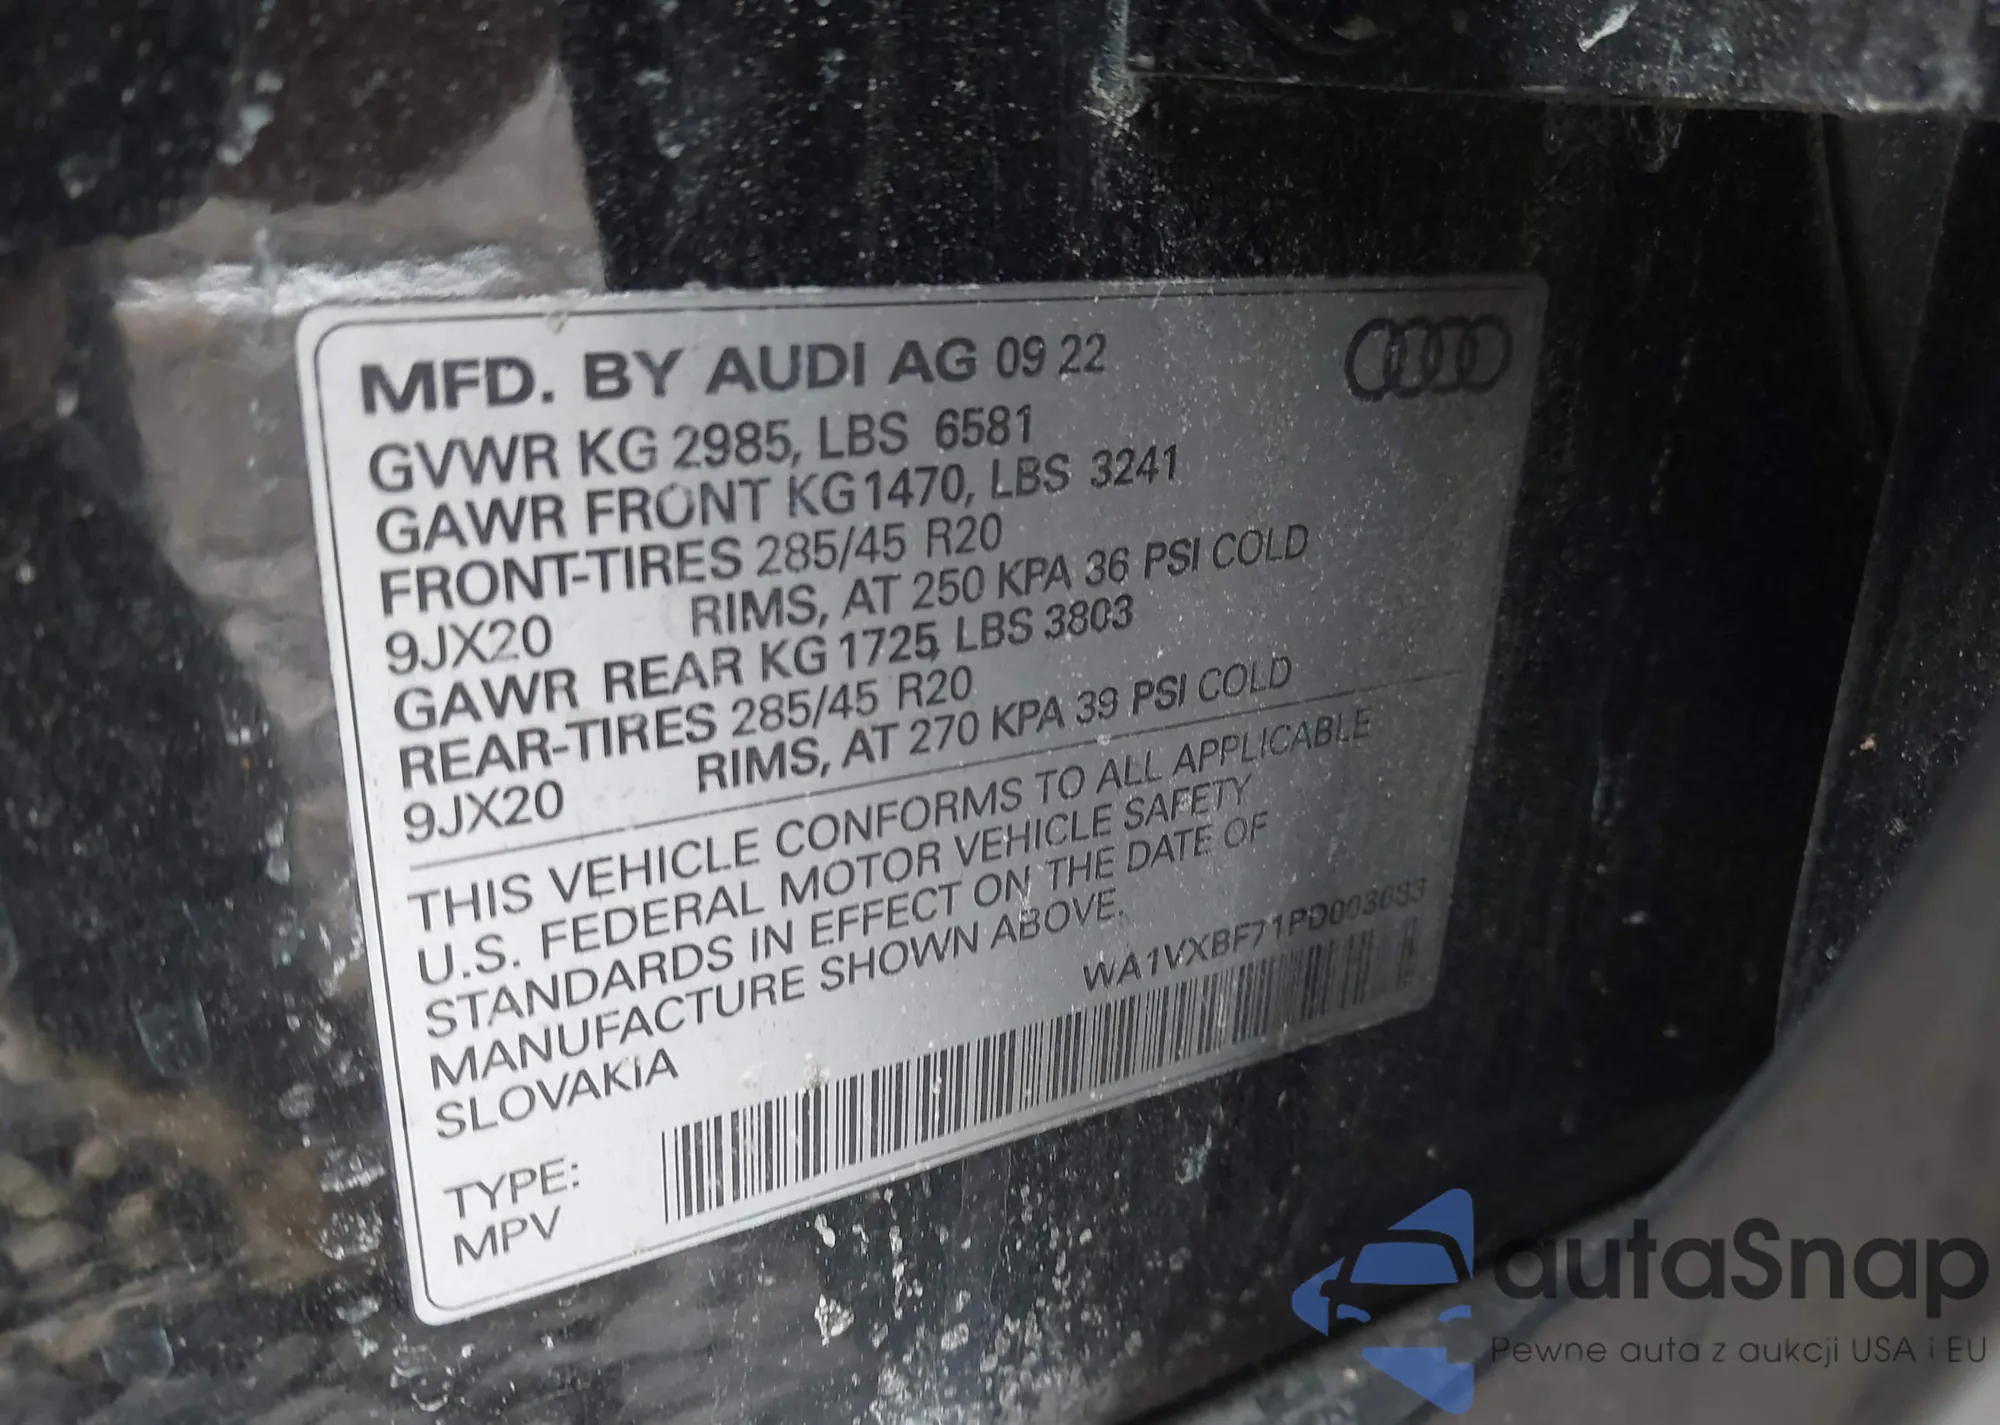 MFD. BY AUDI AG 09 22
GVWR KG 2985, LBS 6581
GAWR FRONT KG 1470, LBS 3241
FRONT-TIRES 285/45 R20
9JX20 RIMS, AT 250 KPA 36 PSI COLD
GAWR REAR KG 1725, LBS 3803
REAR-TIRES 285/45 R20
9JX20 RIMS, AT 270 KPA 39 PSI COLD
THIS VEHICLE CONFORMS TO ALL APPLICABLE
U.S. FEDERAL MOTOR VEHICLE SAFETY
STANDARDS IN EFFECT ON THE DATE OF
MANUFACTURE SHOWN ABOVE.
SLOVAKIA
TYPE:
MPV
autaSnap
Pewne auta z aukcji USA i EU